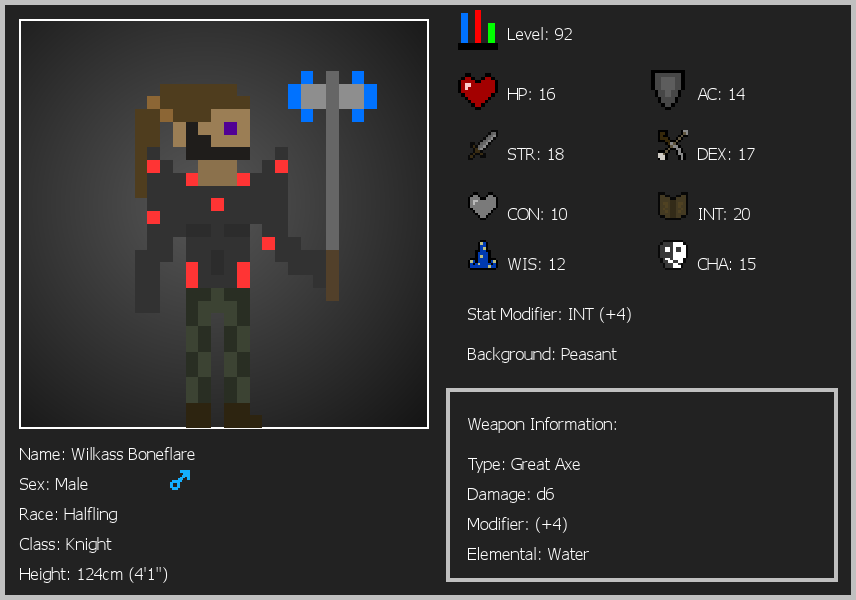 Level: 92
HP: 16
AC: 14
STR: 18
DEX: 17
CON: 10
INT: 20
WIS: 12
CHA: 15
Stat Modifier: INT (+4)
Background: Peasant
Weapon Information:
Type: Great Axe
Damage: d6
Modifier: (+4)
Elemental: Water
Name: Wilkass Boneflare
Sex: Male
Race: Halfling
Class: Knight
Height: 124cm (4'1")